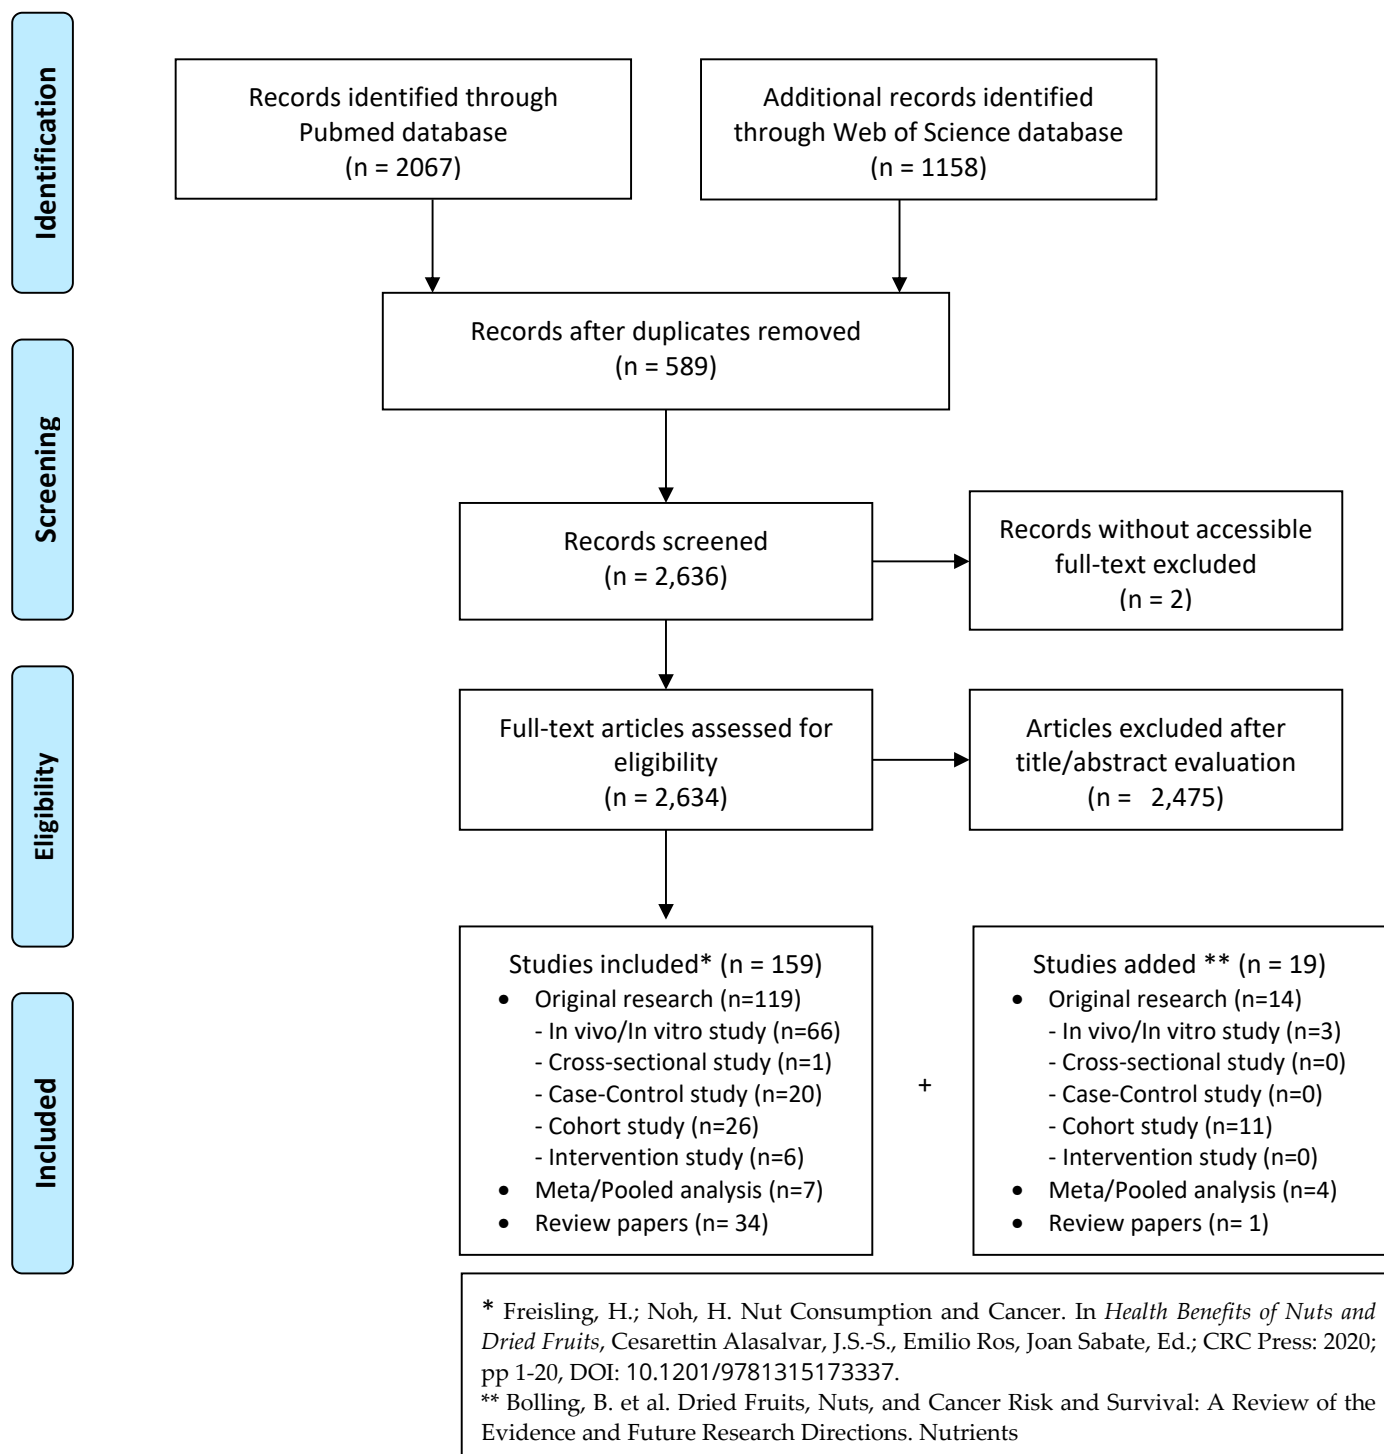 Identification
Records identified through
Pubmed database
(n = 2067)
Additional records identified
through Web of Science database
(n = 1158)
Records after duplicates removed
(n = 589)
Screening
Records screened
(n = 2,636)
Records without accessible
full-text excluded
(n = 2)
Eligibility
Full-text articles assessed for
eligibility
(n = 2,634)
Articles excluded after
title/abstract evaluation
(n = 2,475)
Included
Studies included* (n = 159)
• Original research (n=119)
- In vivo/In vitro study (n=66)
- Cross-sectional study (n=1)
- Case-Control study (n=20)
- Cohort study (n=26)
- Intervention study (n=6)
• Meta/Pooled analysis (n=7)
• Review papers (n= 34)
+
Studies added ** (n = 19)
• Original research (n=14)
- In vivo/In vitro study (n=3)
- Cross-sectional study (n=0)
- Case-Control study (n=0)
- Cohort study (n=11)
- Intervention study (n=0)
• Meta/Pooled analysis (n=4)
• Review papers (n= 1)
* Freisling, H.; Noh, H. Nut Consumption and Cancer. In Health Benefits of Nuts and
Dried Fruits, Cesarettin Alasalvar, J.S.-S., Emilio Ros, Joan Sabate, Ed.; CRC Press: 2020;
pp 1-20, DOI: 10.1201/9781315173337.
** Bolling, B. et al. Dried Fruits, Nuts, and Cancer Risk and Survival: A Review of the
Evidence and Future Research Directions. Nutrients